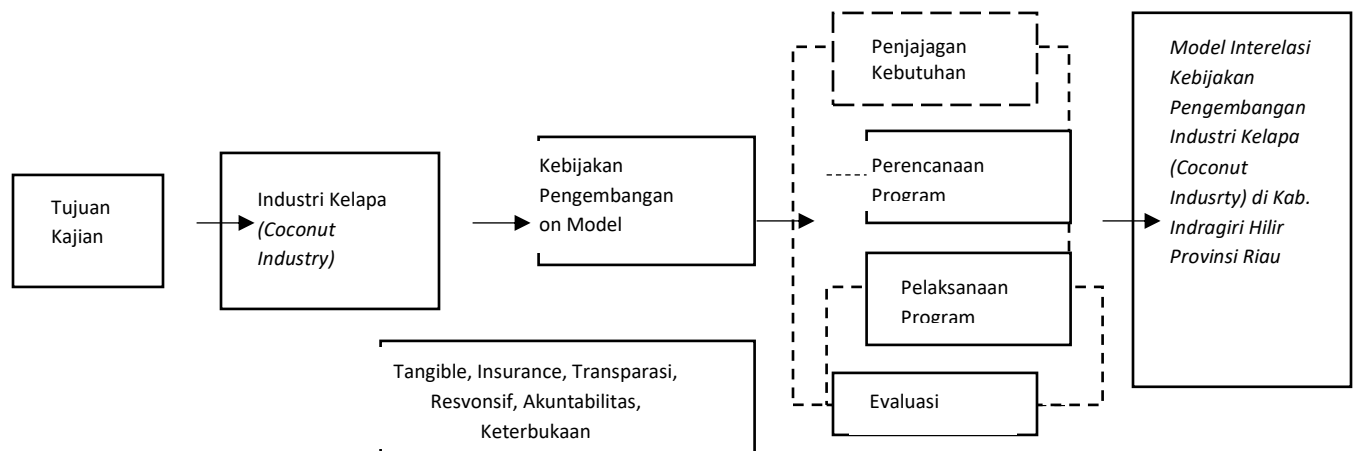 Tujuan
Kajian
Industri Kelapa
(Coconut
Industry)
Kebijakan
Pengembangan
on Model
Penjajagan
Kebutuhan
Perencanaan
Program
Pelaksanaan
Program
Evaluasi
Tangible, Insurance, Transparasi,
Resvonsif, Akuntabilitas,
Keterbukaan
Model Interelasi
Kebijakan
Pengembangan
Industri Kelapa
(Coconut
Indusrty) di Kab.
Indragiri Hilir
Provinsi Riau